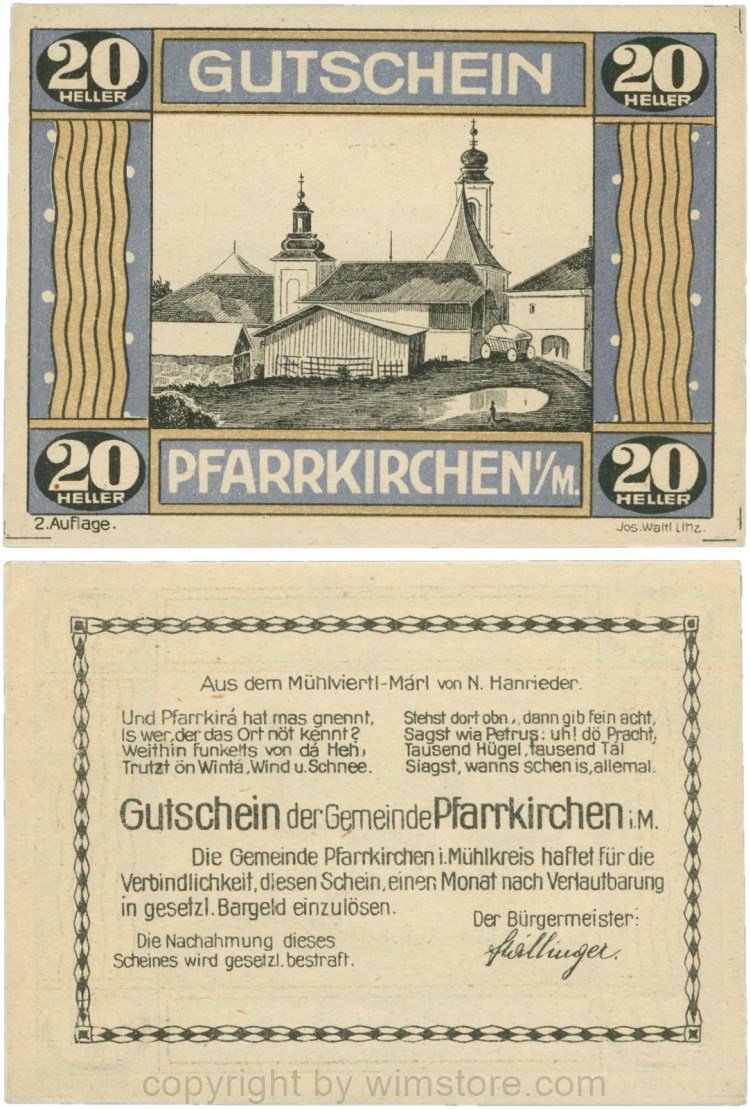 20 HELLER
GUTSCHEIN
20 HELLER
20 HELLER
PFARRKIRCHEN I/M.
20 HELLER
2. Auflage.
Jos. Waltl Linz.
Aus dem Mühlviertl-Márl von N. Hanrieder.
Und Pfarrkirá hat mas gnennt,
Is wer, der das Ort nöt kennt?
Weithin funkelts von dá Heh,
Trutzt ön Wintá, Wind u. Schnee.
Stehst dort obn, dann gib fein acht,
Sagst wia Petrus: uh! dö Pracht,
Tausend Hügel, tausend Tál
Siagst, wanns schen is, allemal.
Gutschein der Gemeinde Pfarrkirchen i.M.
Die Gemeinde Pfarrkirchen i. Mühlkreis haftet für die
Verbindlichkeit, diesen Schein, einen Monat nach Verlautbarung
in gesetzl. Bargeld einzulösen.
Der Bürgermeister:
Die Nachahmung dieses
Scheines wird gesetzl. bestraft.
copyright by wimstore.com